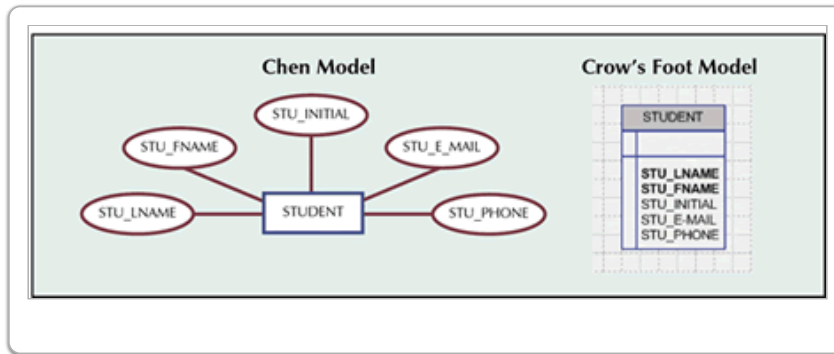 Chen Model
Crow's Foot Model
STU_INITIAL
STUDENT
STU_FNAME
STU_E_MAIL
STU_LNAME
STUDENT
STU_PHONE
STU_LNAME
STU_FNAME
STU_INITIAL
STU_E-MAIL
STU_PHONE